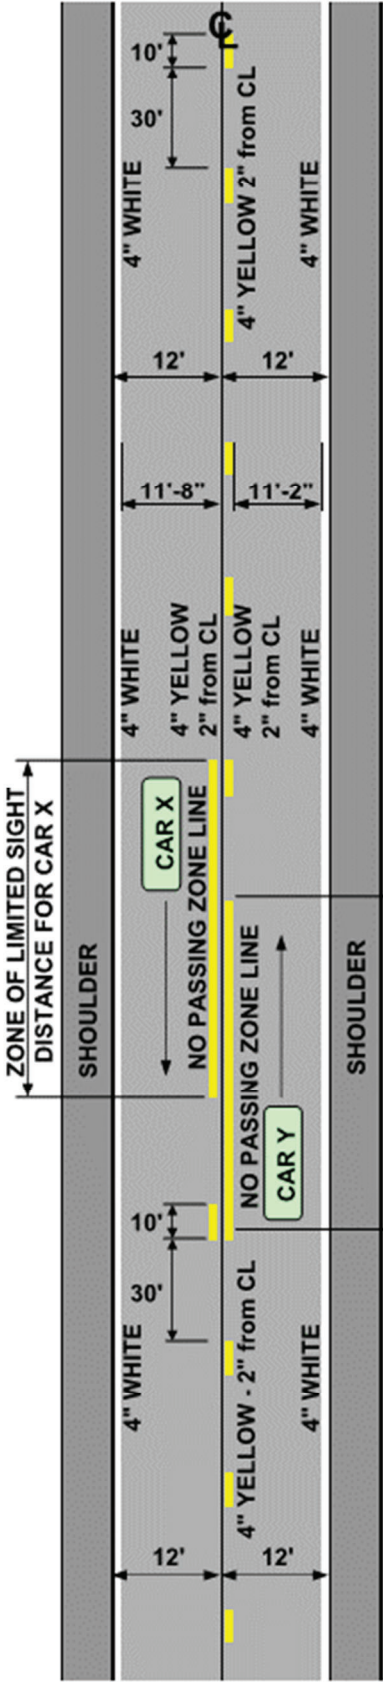 CL
10'
30'
4" WHITE
4" YELLOW 2" from CL
4" WHITE
12'
12'
11'-8"
11'-2"
4" WHITE
4" YELLOW
2" from CL
4" YELLOW
2" from CL
4" WHITE
ZONE OF LIMITED SIGHT
DISTANCE FOR CAR X
SHOULDER
CAR X
NO PASSING ZONE LINE
NO PASSING ZONE LINE
CAR Y
SHOULDER
10'
30'
4" WHITE
4" YELLOW - 2" from CL
4" WHITE
12'
12'